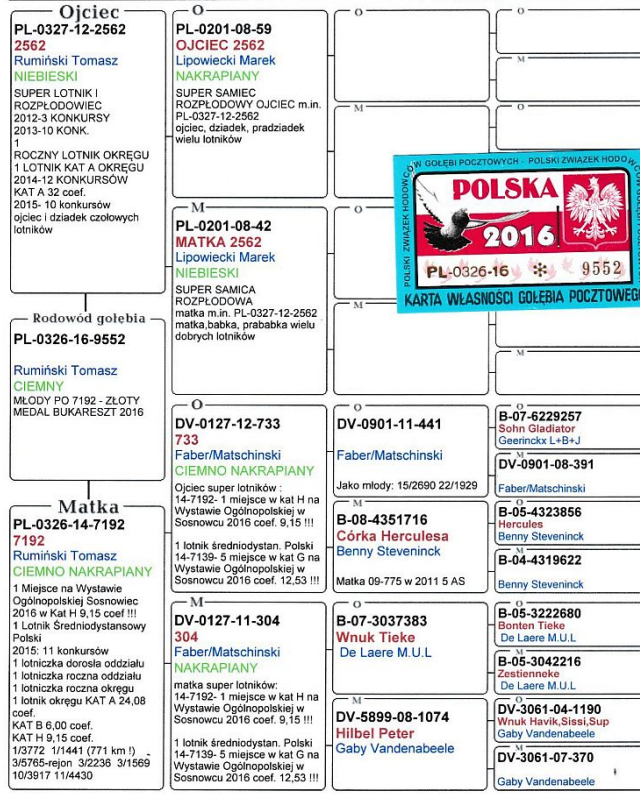 Ojciec
PL-0327-12-2562
2562
Rumiński Tomasz
NIEBIESKI
SUPER LOTNIK I
ROZPŁODOWIEC
2012-3 KONKURSY
2013-10 KONK.
1
ROCZNY LOTNIK OKRĘGU
1 LOTNIK KAT A OKRĘGU
2014-12 KONKURSÓW
KAT A 32 coef.
2015- 10 konkursów
ojciec i dziadek czołowych
lotników
Rodowód gołębia
PL-0326-16-9552
Rumiński Tomasz
CIEMNY
MŁODY PO 7192 - ZŁOTY
MEDAL BUKARESZT 2016
Matka
PL-0326-14-7192
7192
Rumiński Tomasz
CIEMNO NAKRAPIANY
1 Miejsce na Wystawie
Ogólnopolskiej Sosnowiec
2016 w Kat H 9,15 coef !!!
1 Lotnik Średniodystansowy
Polski
2015: 11 konkursów
1 lotniczka dorosła oddziału
1 lotniczka roczna oddziału
1 lotniczka roczna okręgu
1 lotnik okręgu KAT A 24,08
coef.
KAT B 6,00 coef.
KAT H 9,15 coef.
1/3772 1/1441 (771 km !)
3/5765-rejon 3/2236 3/1569
10/3917 11/4430
O
PL-0201-08-59
OJCIEC 2562
Lipowiecki Marek
NAKRAPIANY
SUPER SAMIEC
ROZPŁODOWY OJCIEC m.in.
PL-0327-12-2562
ojciec, dziadek, pradziadek
wielu lotników
M
PL-0201-08-42
MATKA 2562
Lipowiecki Marek
NIEBIESKI
SUPER SAMICA
ROZPŁODOWA
matka m.in. PL-0327-12-2562
matka,babka, prababka wielu
dobrych lotników
O
DV-0127-12-733
733
Faber/Matschinski
CIEMNO NAKRAPIANY
Ojciec super lotników :
14-7192- 1 miejsce w kat H na
Wystawie Ogólnopolskiej w
Sosnowcu 2016 coef. 9,15 !!!
1 lotnik średniodystan. Polski
14-7139- 5 miejsce w kat G na
Wystawie Ogólnopolskiej w
Sosnowcu 2016 coef. 12,53 !!!
M
DV-0127-11-304
304
Faber/Matschinski
NAKRAPIANY
matka super lotników:
14-7192- 1 miejsce w kat H na
Wystawie Ogólnopolskiej w
Sosnowcu 2016 coef. 9,15 !!!
1 lotnik średniodystan. Polski
14-7139- 5 miejsce w kat G na
Wystawie Ogólnopolskiej w
Sosnowcu 2016 coef. 12,53 !!!
O
M
O
M
O
DV-0901-11-441
Faber/Matschinski
Jako młody: 15/2690 22/1929
M
B-08-4351716
Córka Herculesa
Benny Steveninck
Matka 09-775 w 2011 5 AS
O
B-07-3037383
Wnuk Tieke
De Laere M.U.L
M
DV-5899-08-1074
Hilbel Peter
Gaby Vandenabeele
O
M
O
M
O
B-07-6229257
Sohn Gladiator
Geerinckx L+B+J
M
DV-0901-08-391
Faber/Matschinski
O
B-05-4323856
Hercules
Benny Steveninck
M
B-04-4319622
Benny Steveninck
O
B-05-3222680
Bonten Tieke
De Laere M.U.L
M
B-05-3042216
Zestienneke
De Laere M.U.L
O
DV-3061-04-1190
Wnuk Havik,Sissi,Sup
Gaby Vandenabeele
M
DV-3061-07-370
Gaby Vandenabeele
POLSKI ZWIĄZEK HODOWCÓW GOŁĘBI POCZTOWYCH - POLSKI ZWIĄZEK HODOWC
POLSKA
2016
PL-0326-16 * 9552
KARTA WŁASNOŚCI GOŁĘBIA POCZTOWEGO